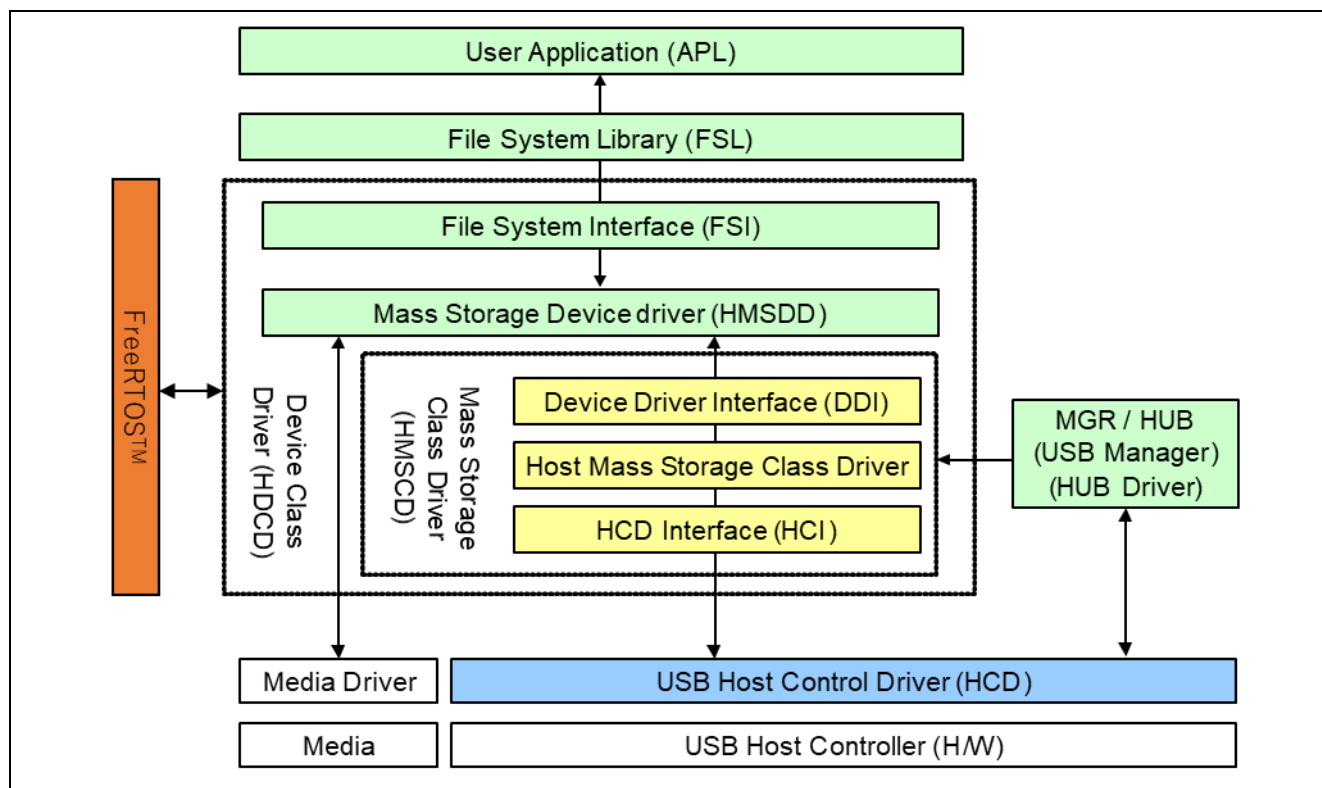 User Application (APL)
File System Library (FSL)
File System Interface (FSI)
Mass Storage Device driver (HMSDD)
FreeRTOS™
Device Class
Driver (HDCD)
Mass Storage
Class Driver
(HMSCD)
Device Driver Interface (DDI)
Host Mass Storage Class Driver
HCD Interface (HCI)
MGR / HUB
(USB Manager)
(HUB Driver)
Media Driver
USB Host Control Driver (HCD)
Media
USB Host Controller (H/W)